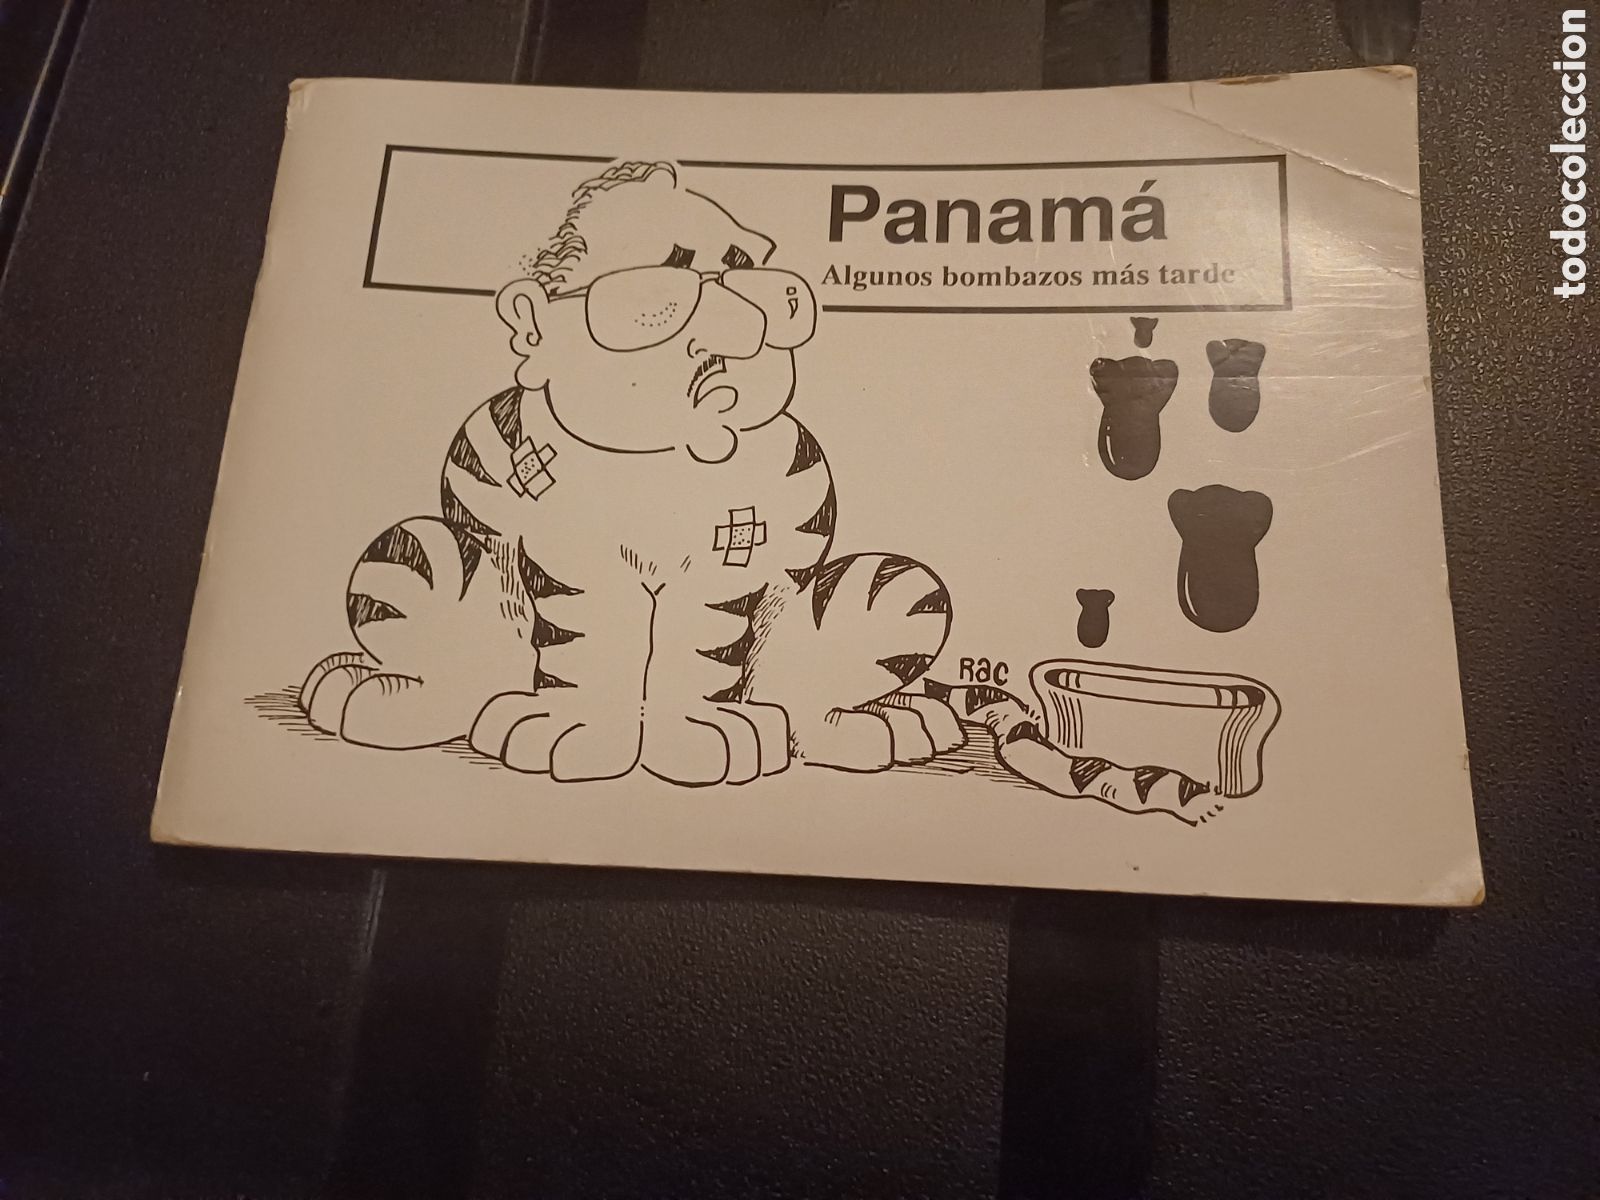 Panamá
Algunos bombazos más tarde
RAC
todocoleccion